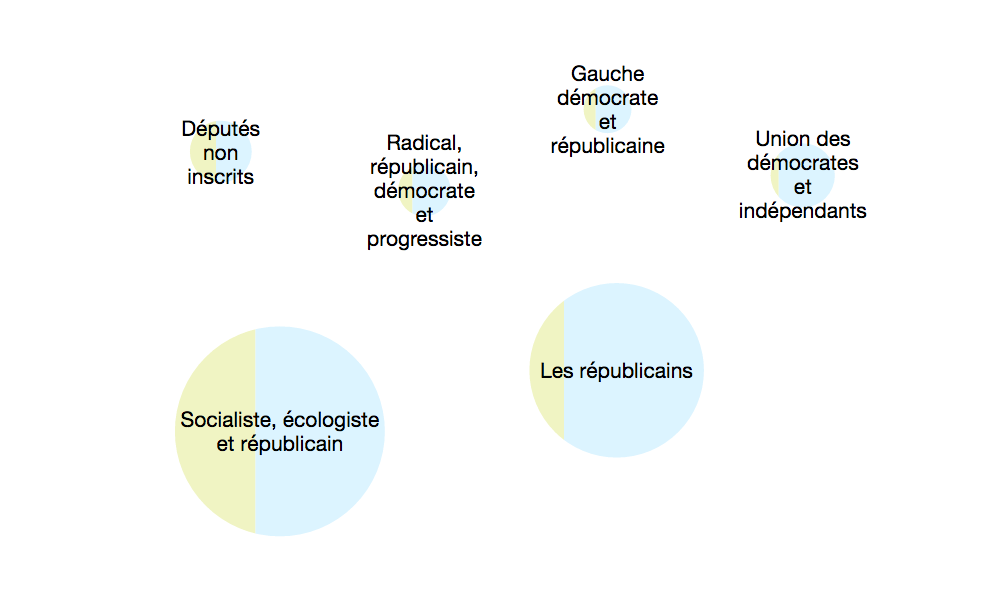 Députés
non
inscrits
Radical,
républicain,
démocrate
et
progressiste
Gauche
démocrate
et
républicaine
Union des
démocrates
et
indépendants
Socialiste, écologiste
et républicain
Les républicains